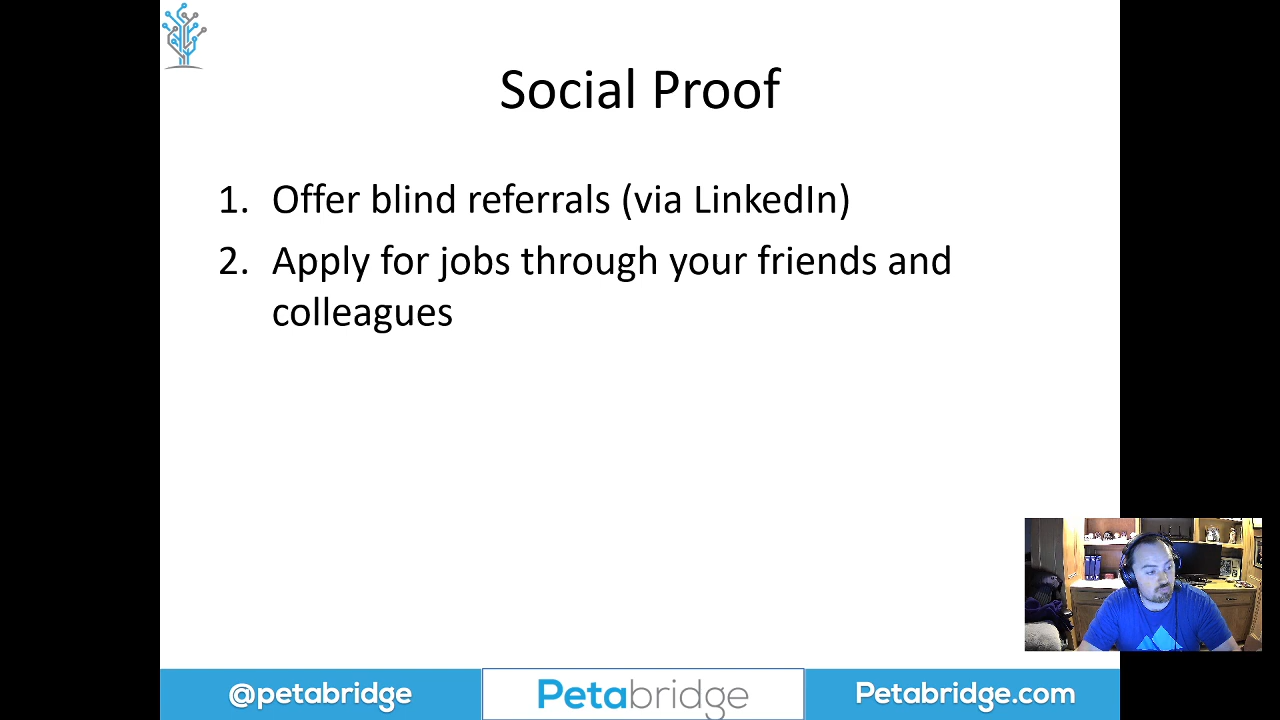 Social Proof
1. Offer blind referrals (via LinkedIn)
2. Apply for jobs through your friends and
colleagues
@petabridge
Petabridge
Petabridge.com